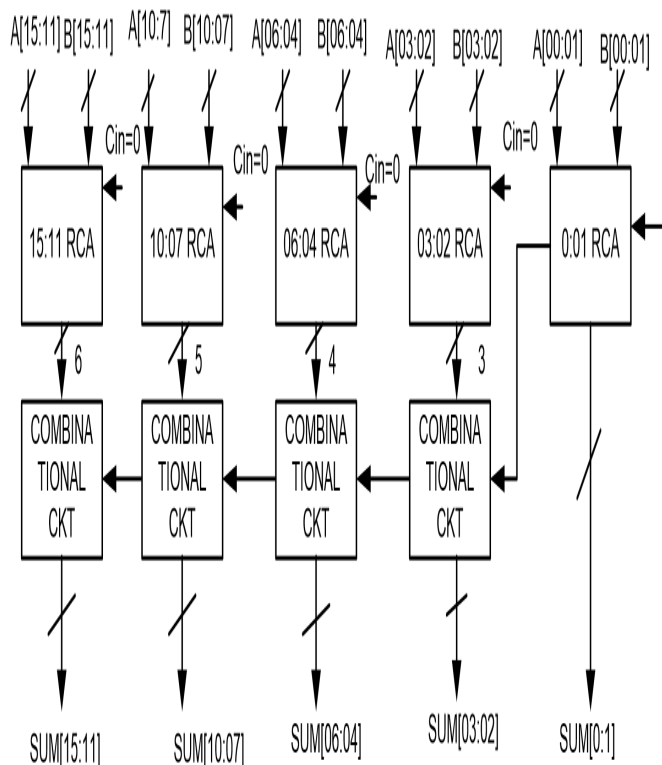 A[15:11] B[15:11] A[10:7] B[10:07] A[06:04] B[06:04] A[03:02] B[03:02] A[00:01] B[00:01]
Cin=0 Cin=0 Cin=0 Cin=0
15:11 RCA 10:07 RCA 06:04 RCA 03:02 RCA 0:01 RCA
6 5 4 3
COMBINA COMBINA COMBINA COMBINA
TIONAL TIONAL TIONAL TIONAL
CKT CKT CKT CKT
SUM[15:11] SUM[10:07] SUM[06:04] SUM[03:02] SUM[0:1]